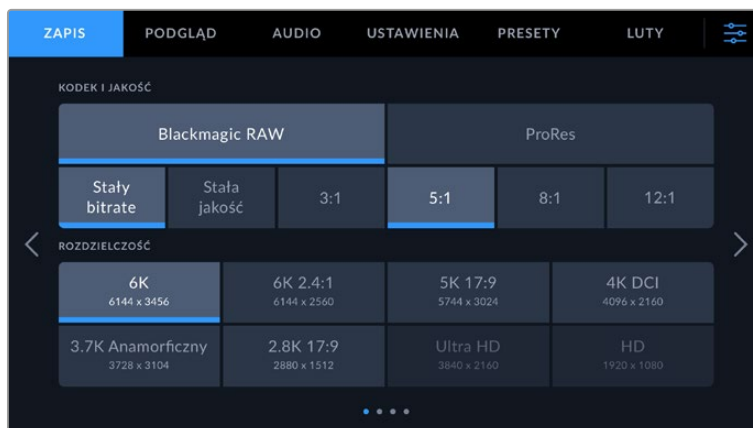 ZAPIS PODGLĄD AUDIO USTAWIENIA PRESETY LUTY
KODEK I JAKOŚĆ
Blackmagic RAW ProRes
Stały bitrate Stała jakość 3:1 5:1 8:1 12:1
ROZDZIELCZOŚĆ
6K 6K 2.4:1 5K 17:9 4K DCI
6144 x 3456 6144 x 2560 5744 x 3024 4096 x 2160
3.7K Anamorficzny 2.8K 17:9 Ultra HD HD
3728 x 3104 2880 x 1512 3840 x 2160 1920 x 1080